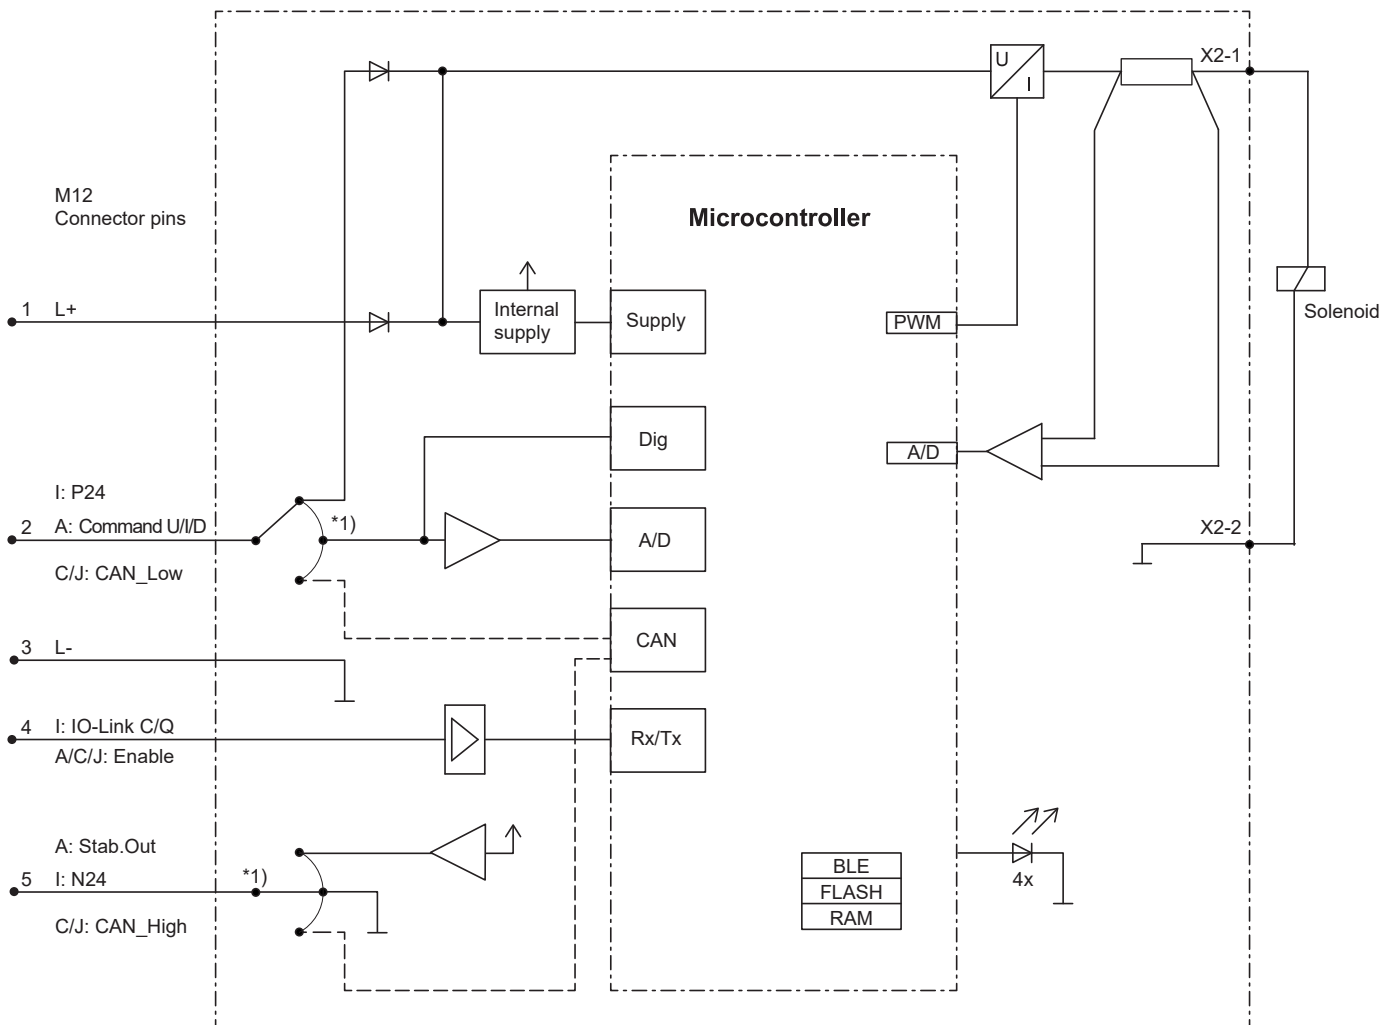 U
I
X2-1
M12
Connector pins
Microcontroller
1 L+
Internal
supply
Supply
PWM
Solenoid
Dig
A/D
I: P24
2 A: Command U/I/D
*1)
A/D
X2-2
C/J: CAN_Low
CAN
3 L-
4 I: IO-Link C/Q
A/C/J: Enable
Rx/Tx
A: Stab.Out
5 I: N24
*1)
C/J: CAN_High
BLE
FLASH
RAM
4x